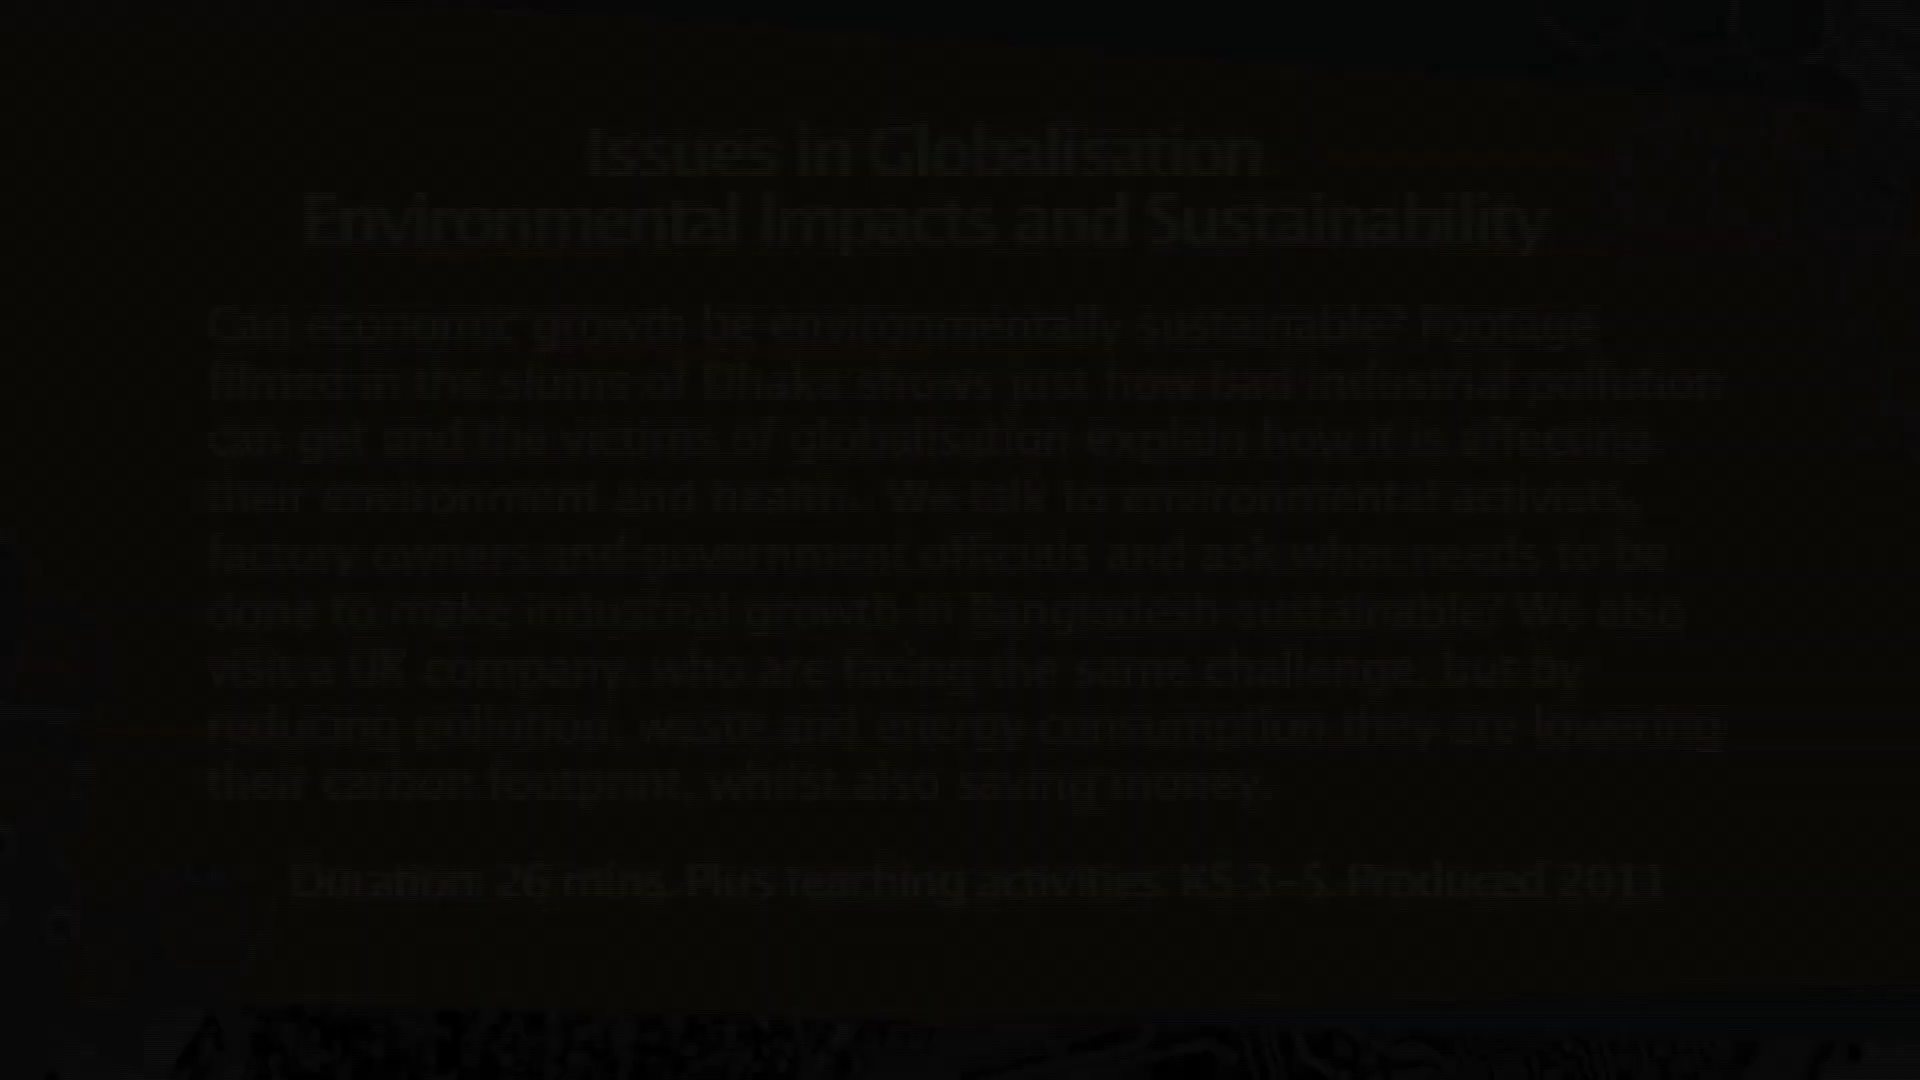 Issues in Globalisation
Environmental Impacts and Sustainability
Can economic growth be environmentally sustainable? Footage
filmed in the slums of Dhaka shows just how bad industrial pollution
can get and the victims of globalisation explain how it is affecting
their environment and health. We talk to environmental activists,
factory owners and government officials and ask what needs to be
done to make industrial growth in Bangladesh sustainable? We also
visit a UK company, who are facing the same challenge, but by
reducing pollution, waste and energy consumption they are lowering
their carbon footprint, whilst also saving money.
Duration: 26 mins. Plus teaching activities. KS 3-5. Produced 2011